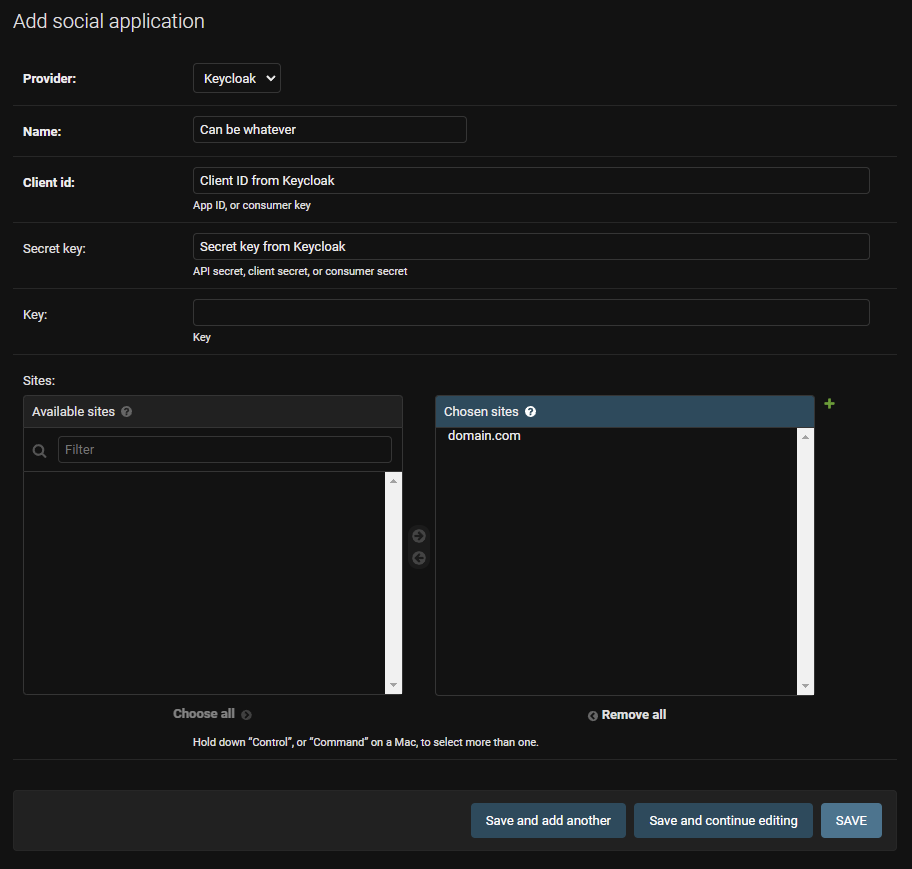 Add social application
Provider:
Keycloak
Name:
Can be whatever
Client id:
Client ID from Keycloak
App ID, or consumer key
Secret key:
Secret key from Keycloak
API secret, client secret, or consumer secret
Key:
Key
Sites:
Available sites ?
Chosen sites ?
Filter
domain.com
Choose all
Remove all
Hold down “Control”, or “Command” on a Mac, to select more than one.
Save and add another
Save and continue editing
SAVE